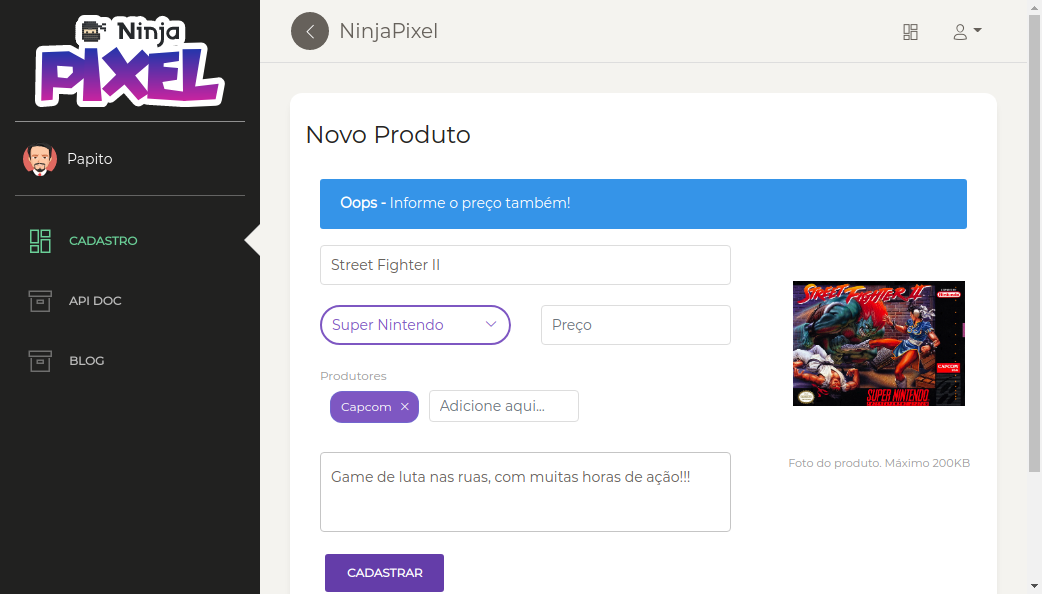 Ninja
PIXEL
Papito
CADASTRO
API DOC
BLOG
NinjaPixel
Novo Produto
Oops - Informe o preço também!
Street Fighter II
Super Nintendo
Preço
Produtores
Capcom ×
Adicione aqui...
Game de luta nas ruas, com muitas horas de ação!!!
CADASTRAR
STREET FIGHTER II
Nintendo
CAPCOM
SUPER NINTENDO
Foto do produto. Máximo 200KB